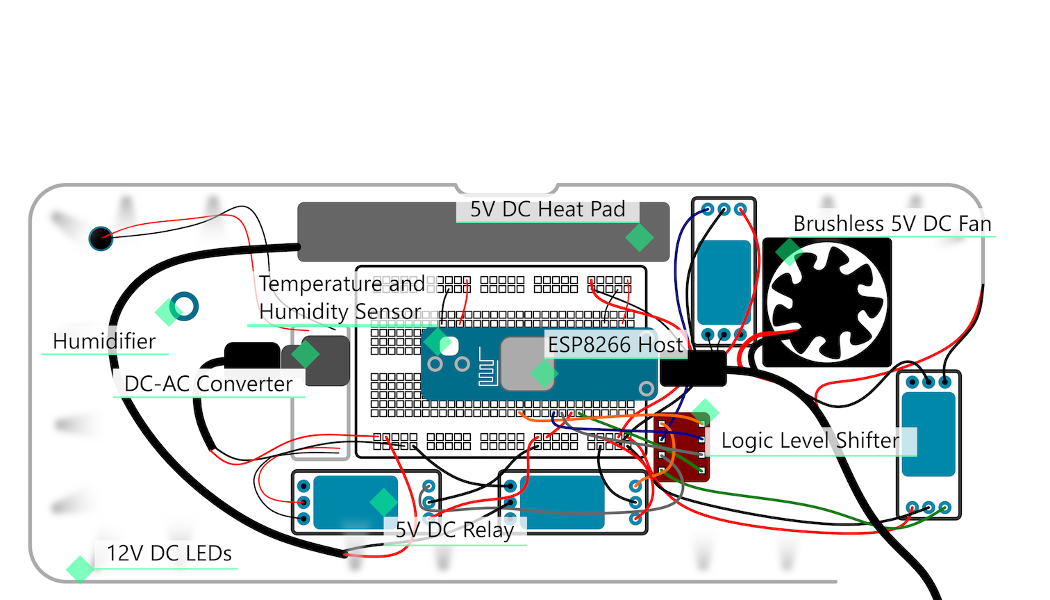 5V DC Heat Pad
Brushless 5V DC Fan
Temperature and
Humidity Sensor
Humidifier
ESP8266 Host
DC-AC Converter
Logic Level Shifter
5V DC Relay
12V DC LEDs